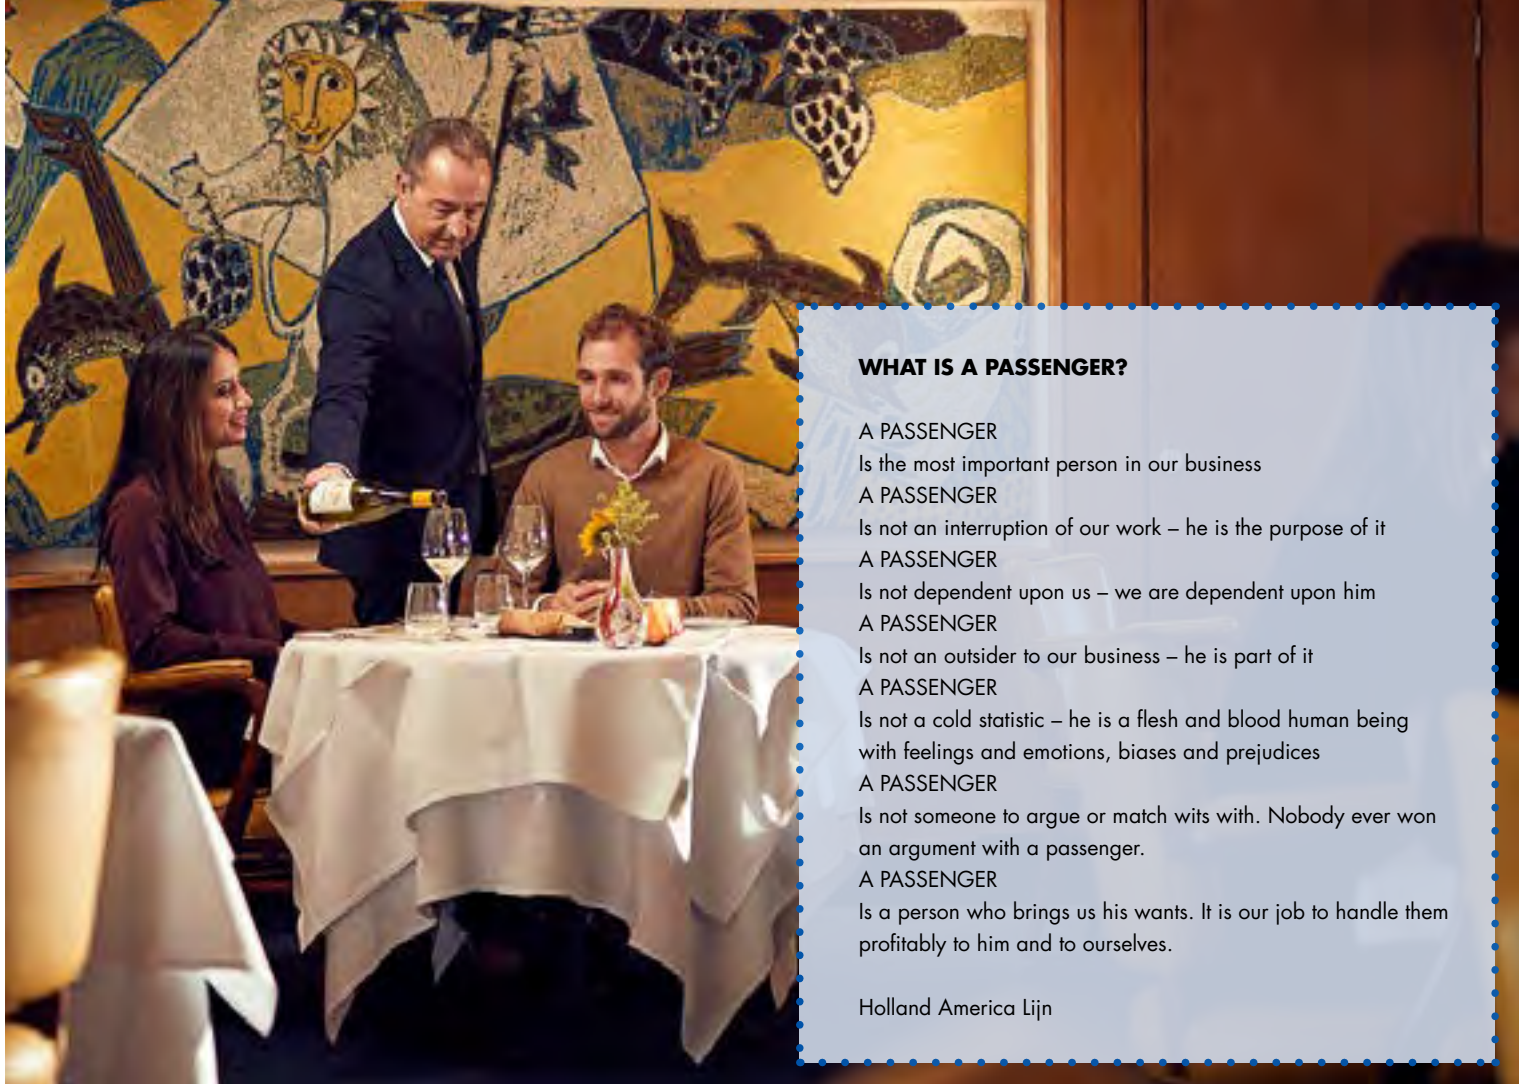 WHAT IS A PASSENGER?
A PASSENGER
Is the most important person in our business
A PASSENGER
Is not an interruption of our work – he is the purpose of it
A PASSENGER
Is not dependent upon us – we are dependent upon him
A PASSENGER
Is not an outsider to our business – he is part of it
A PASSENGER
Is not a cold statistic – he is a flesh and blood human being
with feelings and emotions, biases and prejudices
A PASSENGER
Is not someone to argue or match wits with. Nobody ever won
an argument with a passenger.
A PASSENGER
Is a person who brings us his wants. It is our job to handle them
profitably to him and to ourselves.
Holland America Lijn